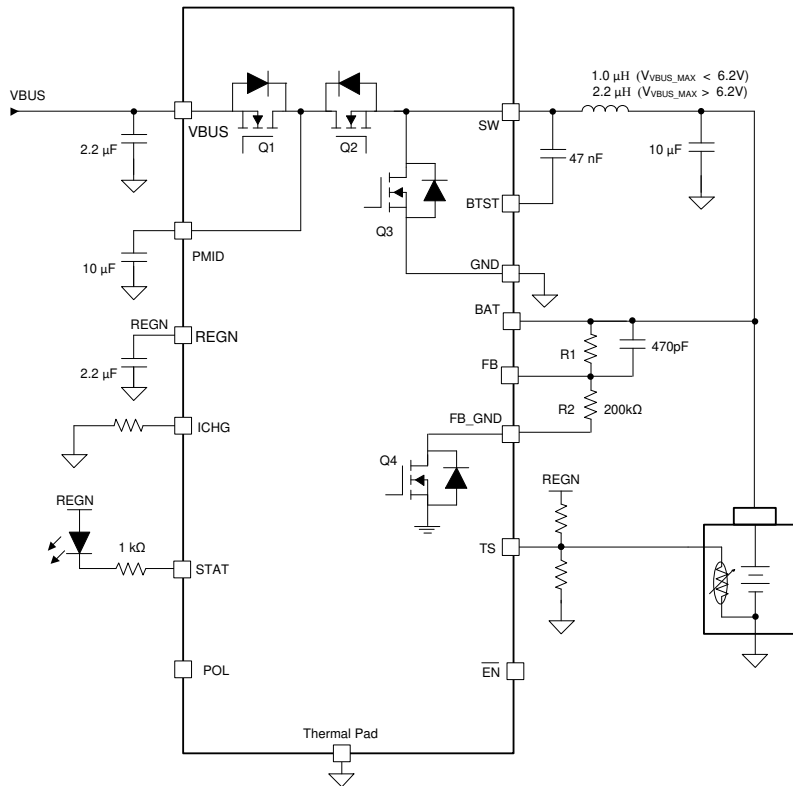 1.0 µH (VVBUS_MAX < 6.2V)
2.2 µH (VVBUS_MAX > 6.2V)
VBUS
VBUS
2.2 µF
Q1
Q2
SW
47 nF
10 µF
BTST
Q3
PMID
10 µF
GND
REGN
REGN
2.2 µF
BAT
R1
470pF
FB
R2
200kΩ
ICHG
FB_GND
Q4
REGN
REGN
1 kΩ
STAT
TS
POL
EN
Thermal Pad